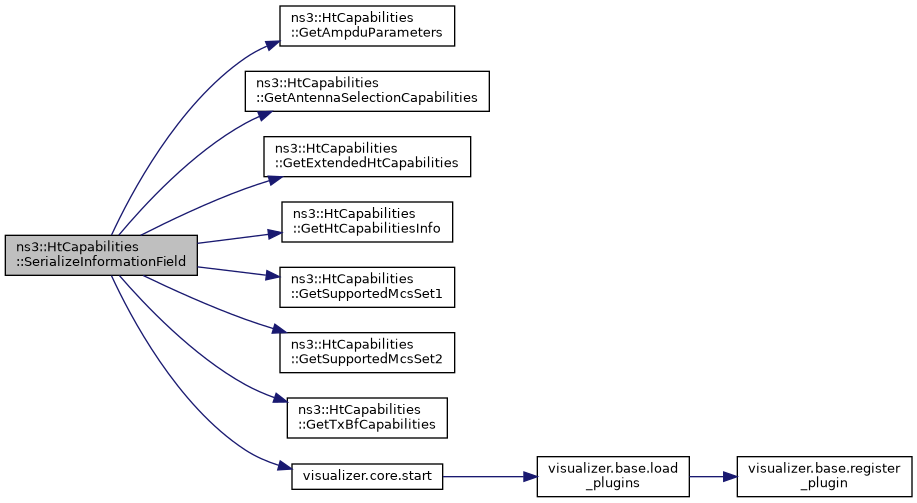 ns3::HtCapabilities
::SerializeInformationField
ns3::HtCapabilities
::GetAmpduParameters
ns3::HtCapabilities
::GetAntennaSelectionCapabilities
ns3::HtCapabilities
::GetExtendedHtCapabilities
ns3::HtCapabilities
::GetHtCapabilitiesInfo
ns3::HtCapabilities
::GetSupportedMcsSet1
ns3::HtCapabilities
::GetSupportedMcsSet2
ns3::HtCapabilities
::GetTxBfCapabilities
visualizer.core.start
visualizer.base.load
_plugins
visualizer.base.register
_plugin